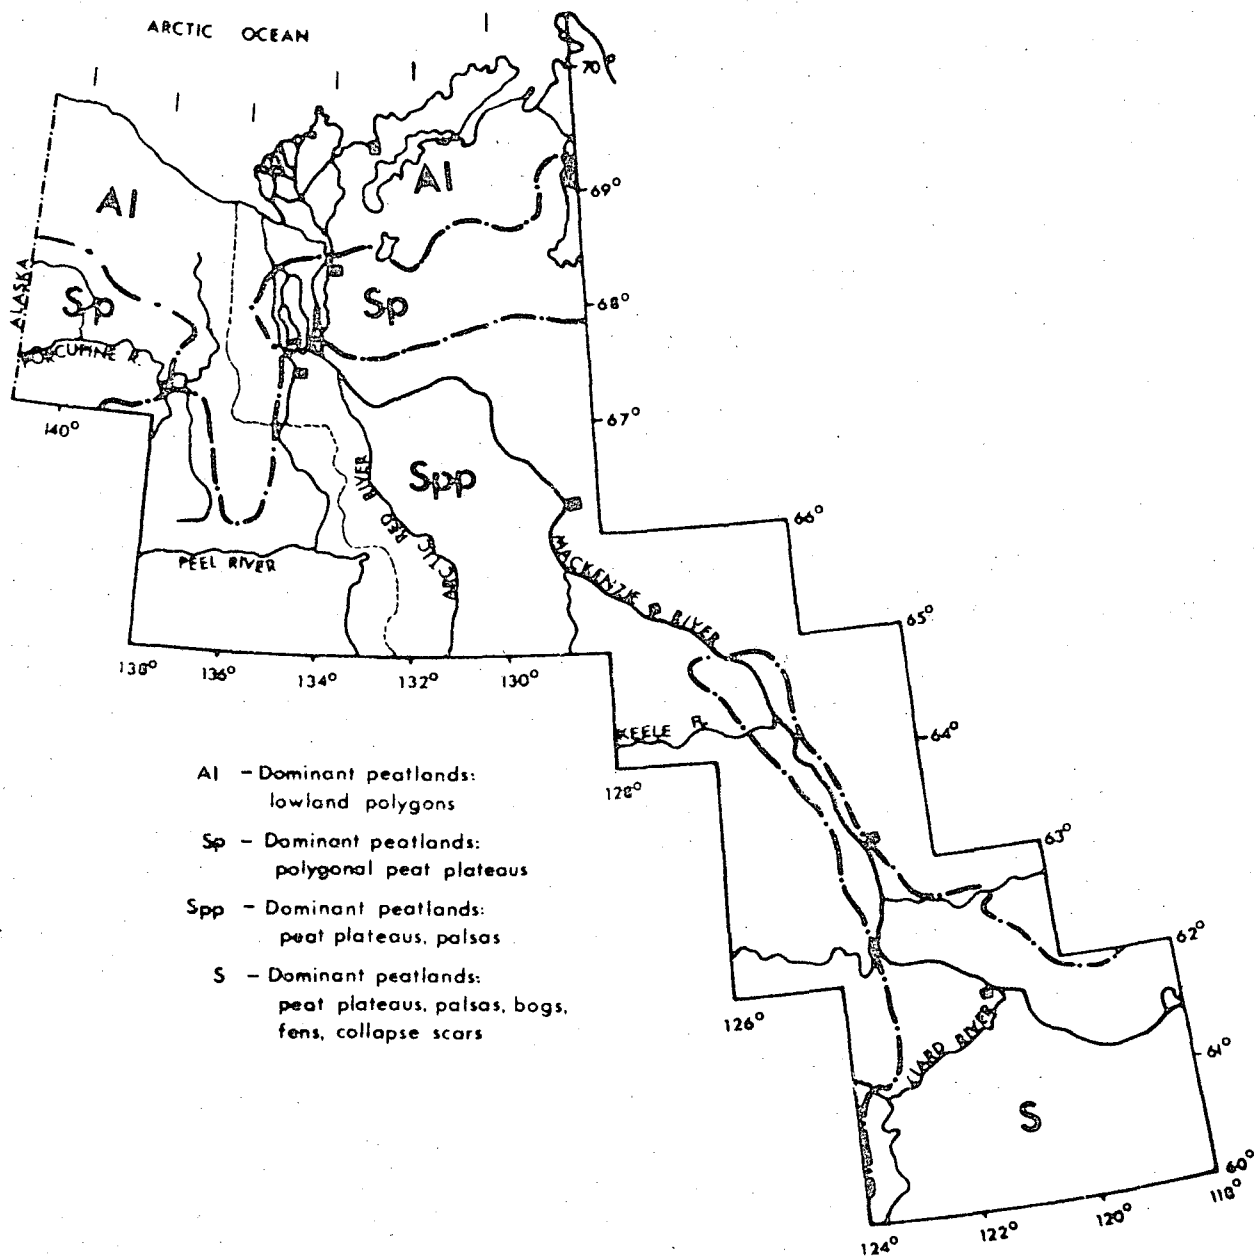 ARCTIC OCEAN
70°
Al
Al
69°
ALASKA
Sp
Sp
68°
PORCUPINE R.
140°
67°
Spp
ARCTIC RED RIVER
66°
PEEL RIVER
MACKENZIE RIVER
65°
138°
136°
134°
132°
130°
KEELE R.
64°
128°
Al – Dominant peatlands:
lowland polygons
Sp – Dominant peatlands:
polygonal peat plateaus
Spp – Dominant peatlands:
peat plateaus, palsas
S – Dominant peatlands:
peat plateaus, palsas, bogs,
fens, collapse scars
63°
62°
126°
LIARD RIVER
61°
S
60°
118°
120°
122°
124°